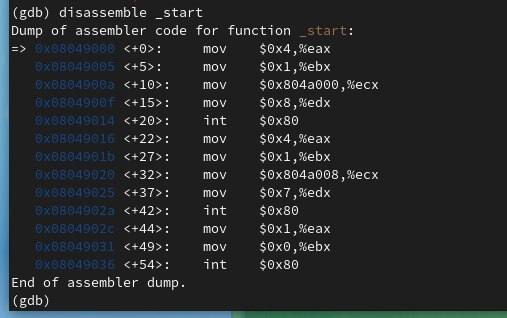 (gdb) disassemble _start
Dump of assembler code for function _start:
=> 0x08049000 <+0>:     mov    $0x4,%eax
   0x08049005 <+5>:     mov    $0x1,%ebx
   0x0804900a <+10>:    mov    $0x804a000,%ecx
   0x0804900f <+15>:    mov    $0x8,%edx
   0x08049014 <+20>:    int    $0x80
   0x08049016 <+22>:    mov    $0x4,%eax
   0x0804901b <+27>:    mov    $0x1,%ebx
   0x08049020 <+32>:    mov    $0x804a008,%ecx
   0x08049025 <+37>:    mov    $0x7,%edx
   0x0804902a <+42>:    int    $0x80
   0x0804902c <+44>:    mov    $0x1,%eax
   0x08049031 <+49>:    mov    $0x0,%ebx
   0x08049036 <+54>:    int    $0x80
End of assembler dump.
(gdb)